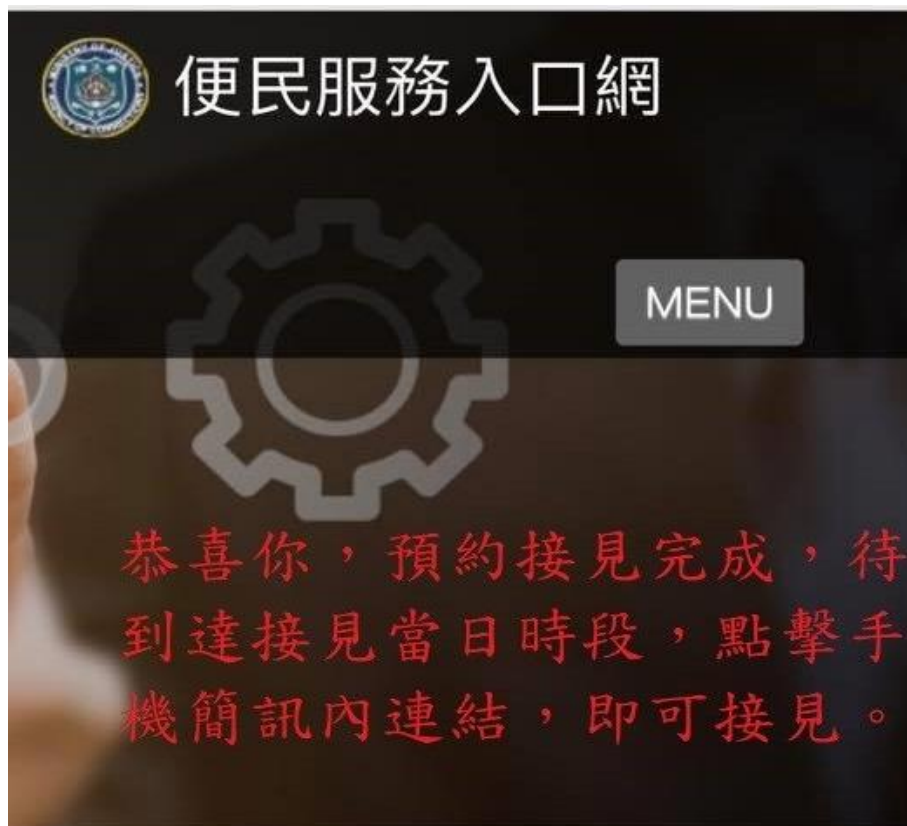 便民服務入口網
MENU
恭喜你，預約接見完成，待
到達接見當日時段，點擊手
機簡訊內連結，即可接見。